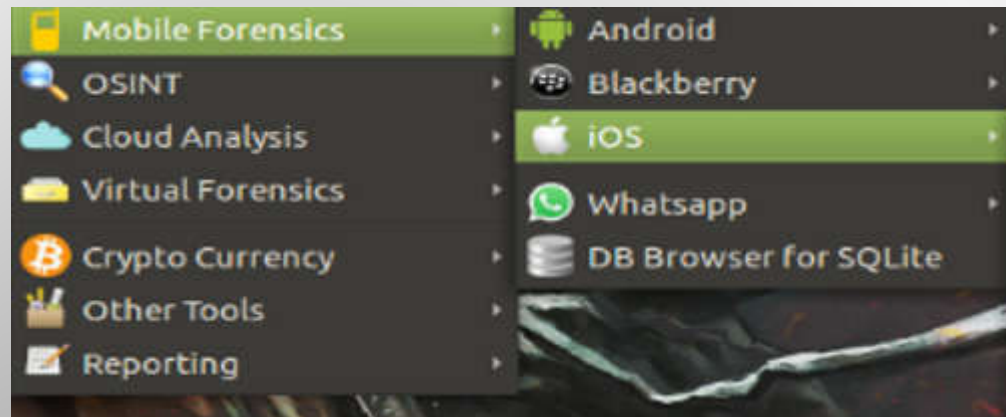 Mobile Forensics
OSINT
Cloud Analysis
Virtual Forensics
Crypto Currency
Other Tools
Reporting
Android
Blackberry
iOS
Whatsapp
DB Browser for SQLite